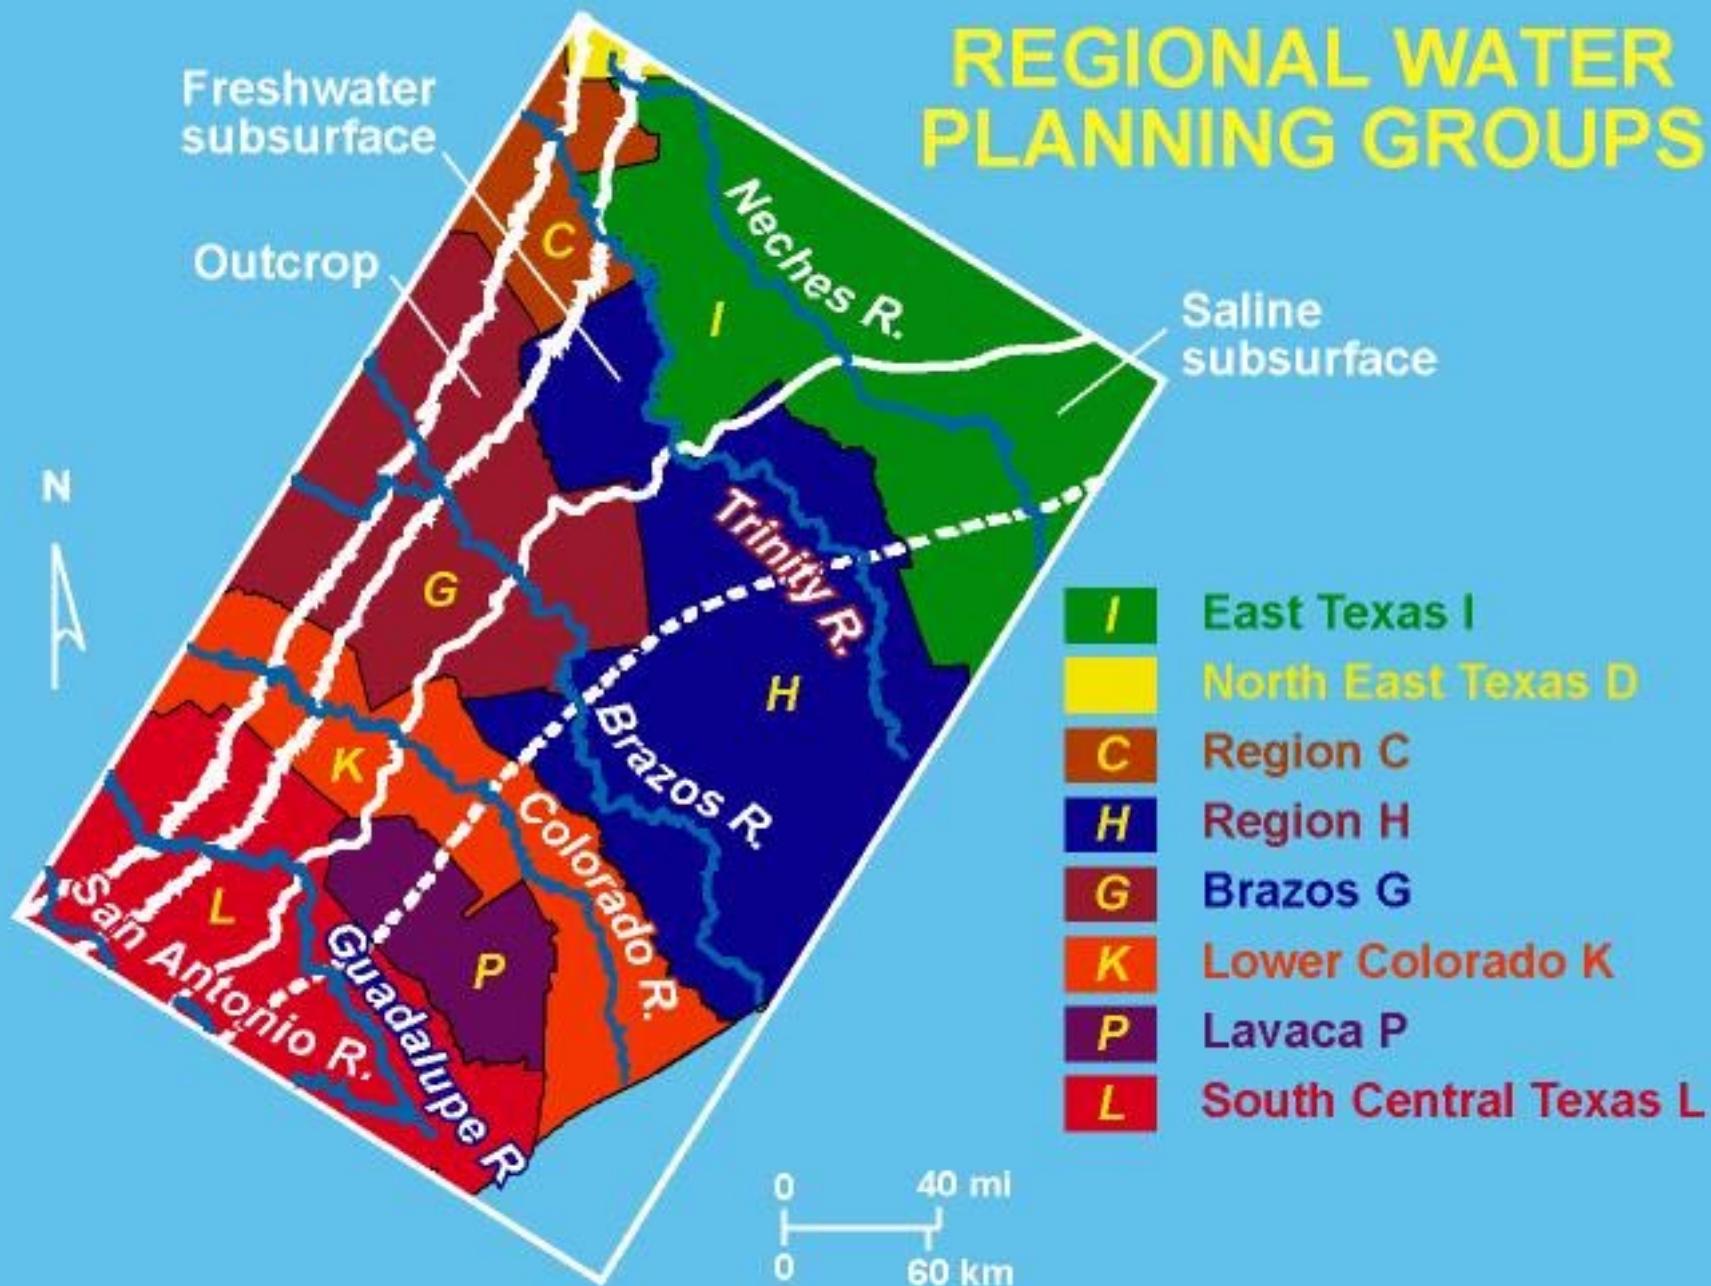 REGIONAL WATER
PLANNING GROUPS
Freshwater
subsurface
Outcrop
Neches R.
C
I
Saline
subsurface
N
Trinity R.
G
H
Brazos R.
K
Colorado R.
L
San Antonio R.
Guadalupe R
P
I East Texas I
North East Texas D
C Region C
H Region H
G Brazos G
K Lower Colorado K
P Lavaca P
L South Central Texas L
0 40 mi
0 60 km